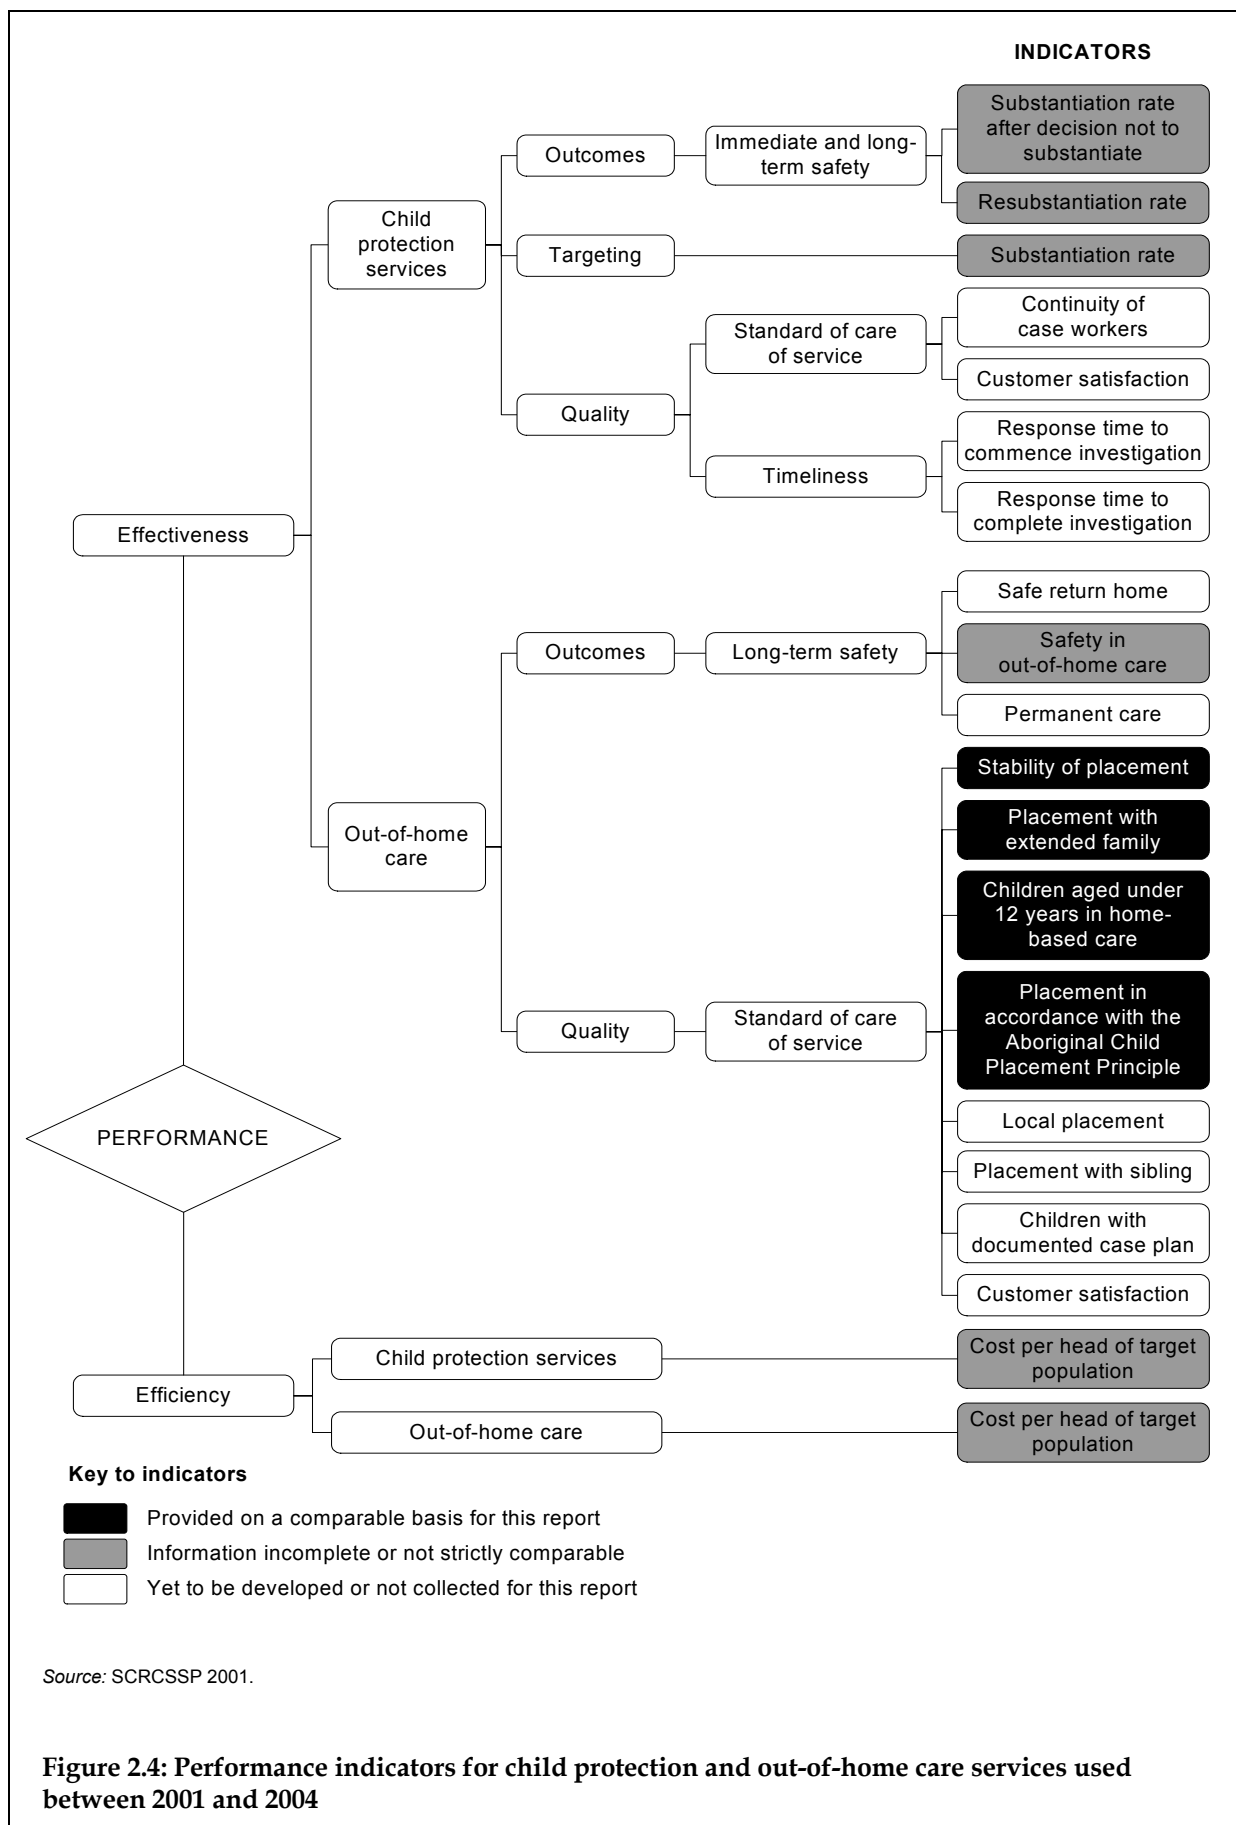 INDICATORS
Substantiation rate
after decision not to
substantiate
Outcomes
Immediate and long-
term safety
Resubstantiation rate
Child
protection
services
Targeting
Substantiation rate
Continuity of
case workers
Standard of care
of service
Customer satisfaction
Quality
Response time to
commence investigation
Timeliness
Response time to
complete investigation
Effectiveness
Safe return home
Outcomes
Long-term safety
Safety in
out-of-home care
Permanent care
Stability of placement
Placement with
extended family
Out-of-home
care
Children aged under
12 years in home-
based care
Placement in
accordance with the
Aboriginal Child
Placement Principle
Quality
Standard of care
of service
Local placement
PERFORMANCE
Placement with sibling
Children with
documented case plan
Customer satisfaction
Child protection services
Cost per head of target
population
Efficiency
Out-of-home care
Cost per head of target
population
Key to indicators
Provided on a comparable basis for this report
Information incomplete or not strictly comparable
Yet to be developed or not collected for this report
Source: SCRCSSP 2001.
Figure 2.4: Performance indicators for child protection and out-of-home care services used
between 2001 and 2004